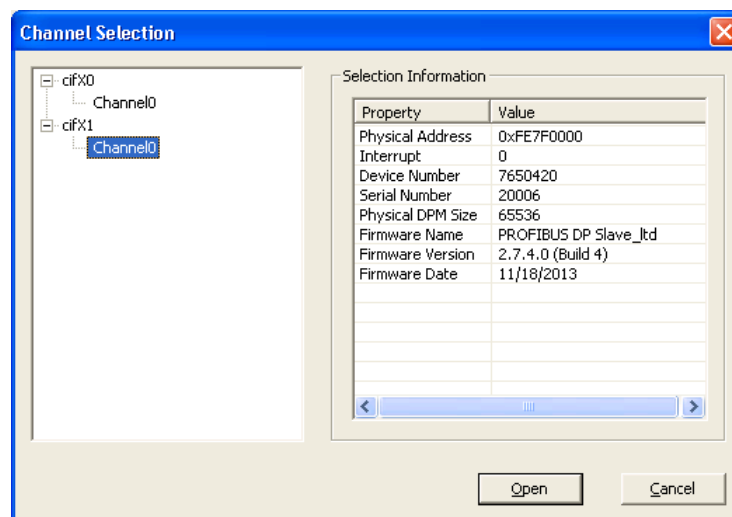 Channel Selection
cifX0
Channel0
cifX1
Channel0
Selection Information
Property Value
Physical Address 0xFE7F0000
Interrupt 0
Device Number 7650420
Serial Number 20006
Physical DPM Size 65536
Firmware Name PROFIBUS DP Slave_ltd
Firmware Version 2.7.4.0 (Build 4)
Firmware Date 11/18/2013
Open Cancel